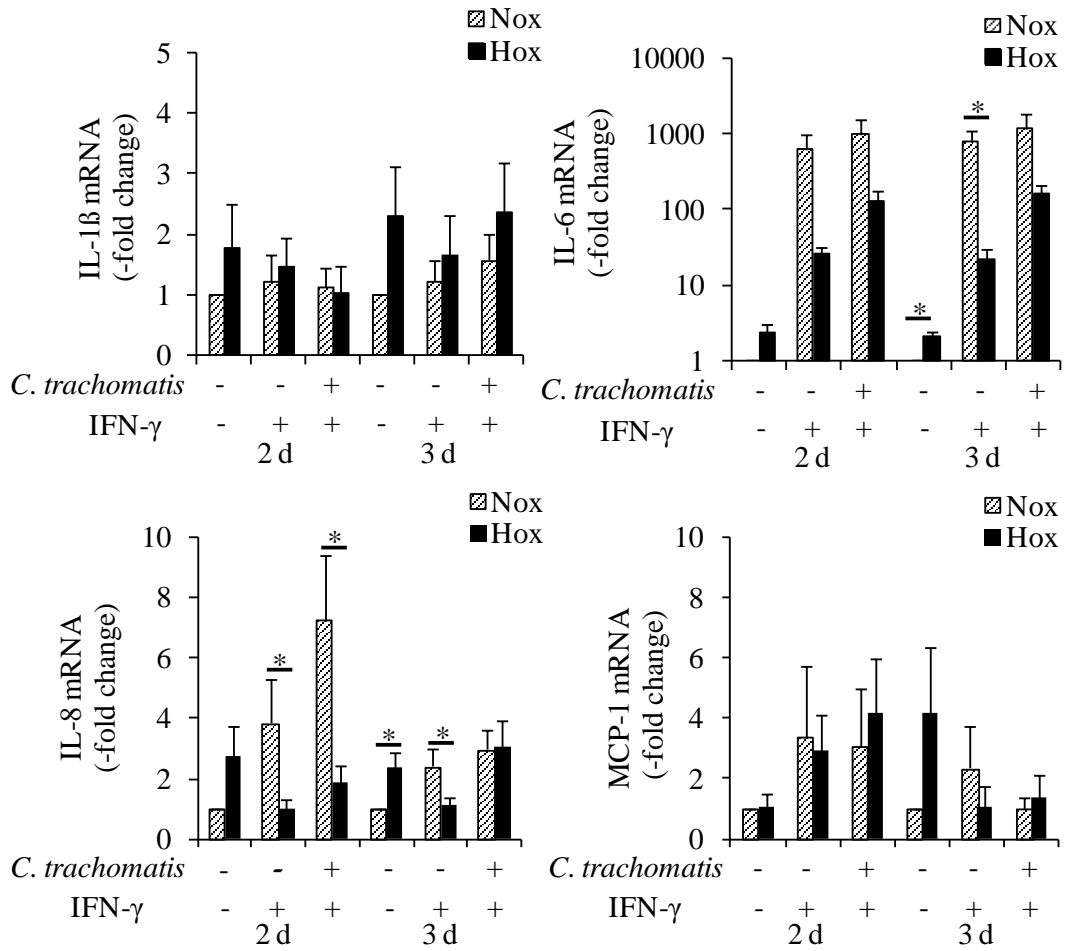 Nox
Hox
5
4
3
2
1
0
IL-1ß mRNA
(-fold change)
C. trachomatis - - + - - +
IFN-γ - + + - + +
2 d 3 d
Nox
Hox
10000
1000
100
10
1
IL-6 mRNA
(-fold change)
* *
C. trachomatis - - + - - +
IFN-γ - + + - + +
2 d 3 d
Nox
Hox
10
8
6
4
2
0
IL-8 mRNA
(-fold change)
* * * *
C. trachomatis - - + - - +
IFN-γ - + + - + +
2 d 3 d
Nox
Hox
10
8
6
4
2
0
MCP-1 mRNA
(-fold change)
C. trachomatis - - + - - +
IFN-γ - + + - + +
2 d 3 d